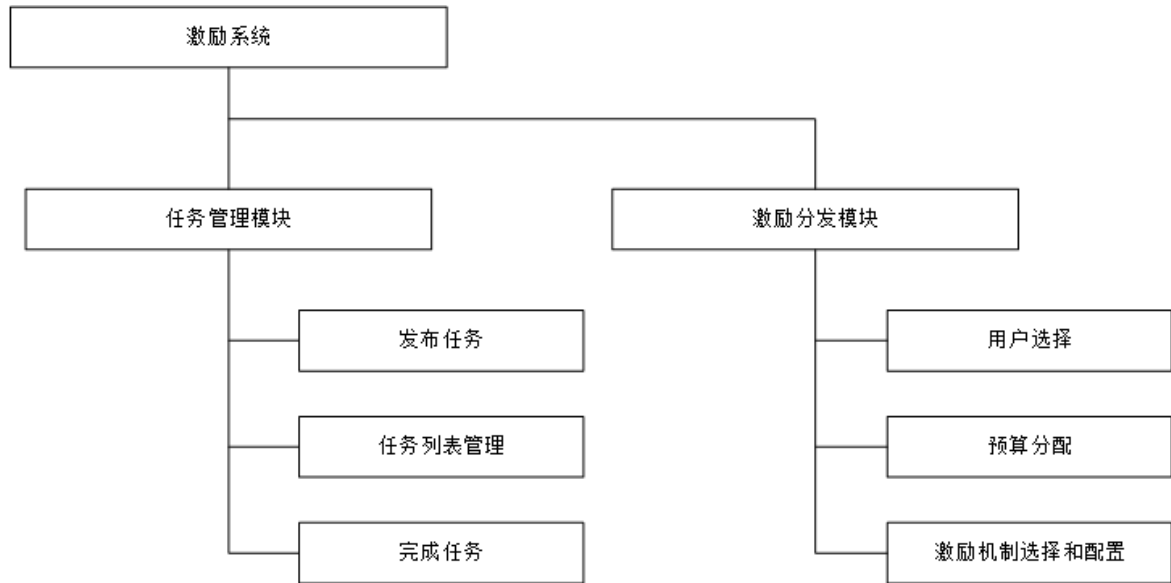 激励系统
任务管理模块
激励分发模块
发布任务
用户选择
任务列表管理
预算分配
完成任务
激励机制选择和配置